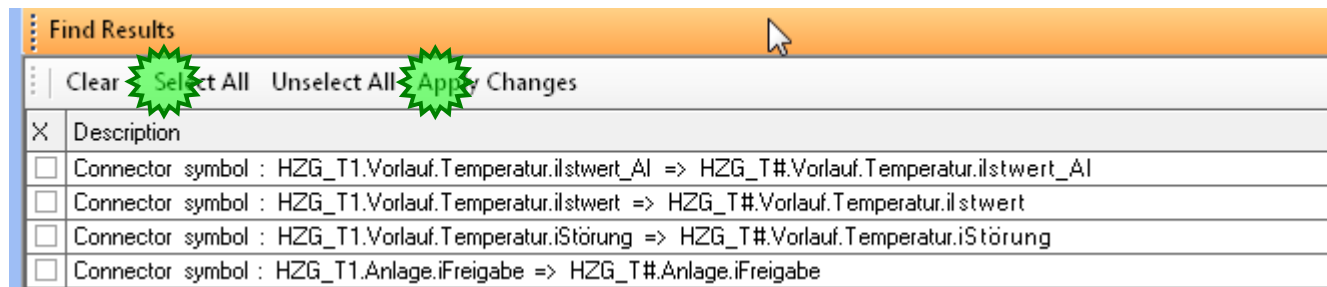 Find Results
Clear Select All Unselect All Apply Changes
X Description
Connector symbol : HZG_T1.Vorlauf.Temperatur.iIstwert_AI => HZG_T#.Vorlauf.Temperatur.iIstwert_AI
Connector symbol : HZG_T1.Vorlauf.Temperatur.iIstwert => HZG_T#.Vorlauf.Temperatur.iIstwert
Connector symbol : HZG_T1.Vorlauf.Temperatur.iStörung => HZG_T#.Vorlauf.Temperatur.iStörung
Connector symbol : HZG_T1.Anlage.iFreigabe => HZG_T#.Anlage.iFreigabe